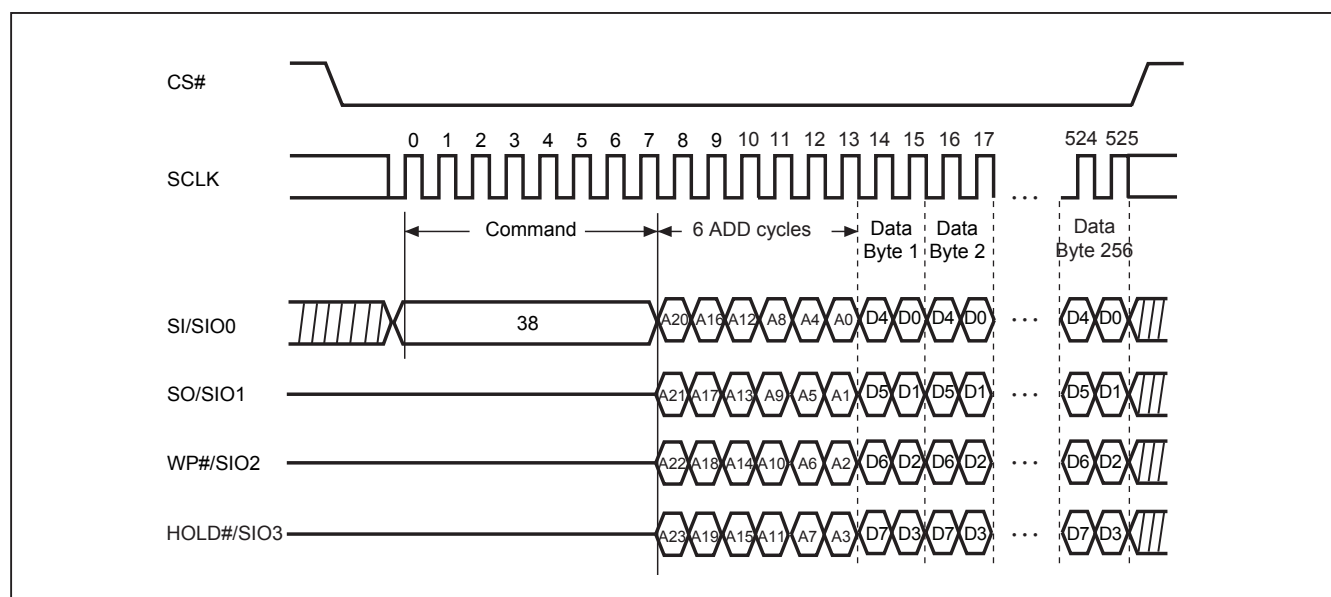 CS#
0 1 2 3 4 5 6 7 8 9 10 11 12 13 14 15 16 17 524 525
SCLK
Command 6 ADD cycles Data Data Data
Byte 1 Byte 2 Byte 256
SI/SIO0 38 A20 A16 A12 A8 A4 A0 D4 D0 D4 D0 ... D4 D0
SO/SIO1 A21 A17 A13 A9 A5 A1 D5 D1 D5 D1 ... D5 D1
WP#/SIO2 A22 A18 A14 A10 A6 A2 D6 D2 D6 D2 ... D6 D2
HOLD#/SIO3 A23 A19 A15 A11 A7 A3 D7 D3 D7 D3 ... D7 D3